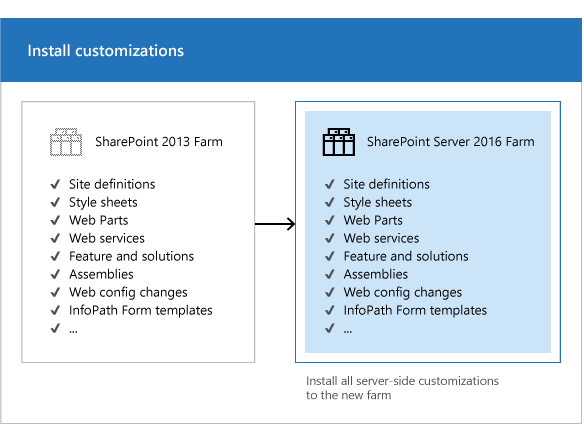 Install customizations
SharePoint 2013 Farm
✓ Site definitions
✓ Style sheets
✓ Web Parts
✓ Web services
✓ Feature and solutions
✓ Assemblies
✓ Web config changes
✓ InfoPath Form templates
✓ ...
SharePoint Server 2016 Farm
✓ Site definitions
✓ Style sheets
✓ Web Parts
✓ Web services
✓ Feature and solutions
✓ Assemblies
✓ Web config changes
✓ InfoPath Form templates
✓ ...
Install all server-side customizations
to the new farm